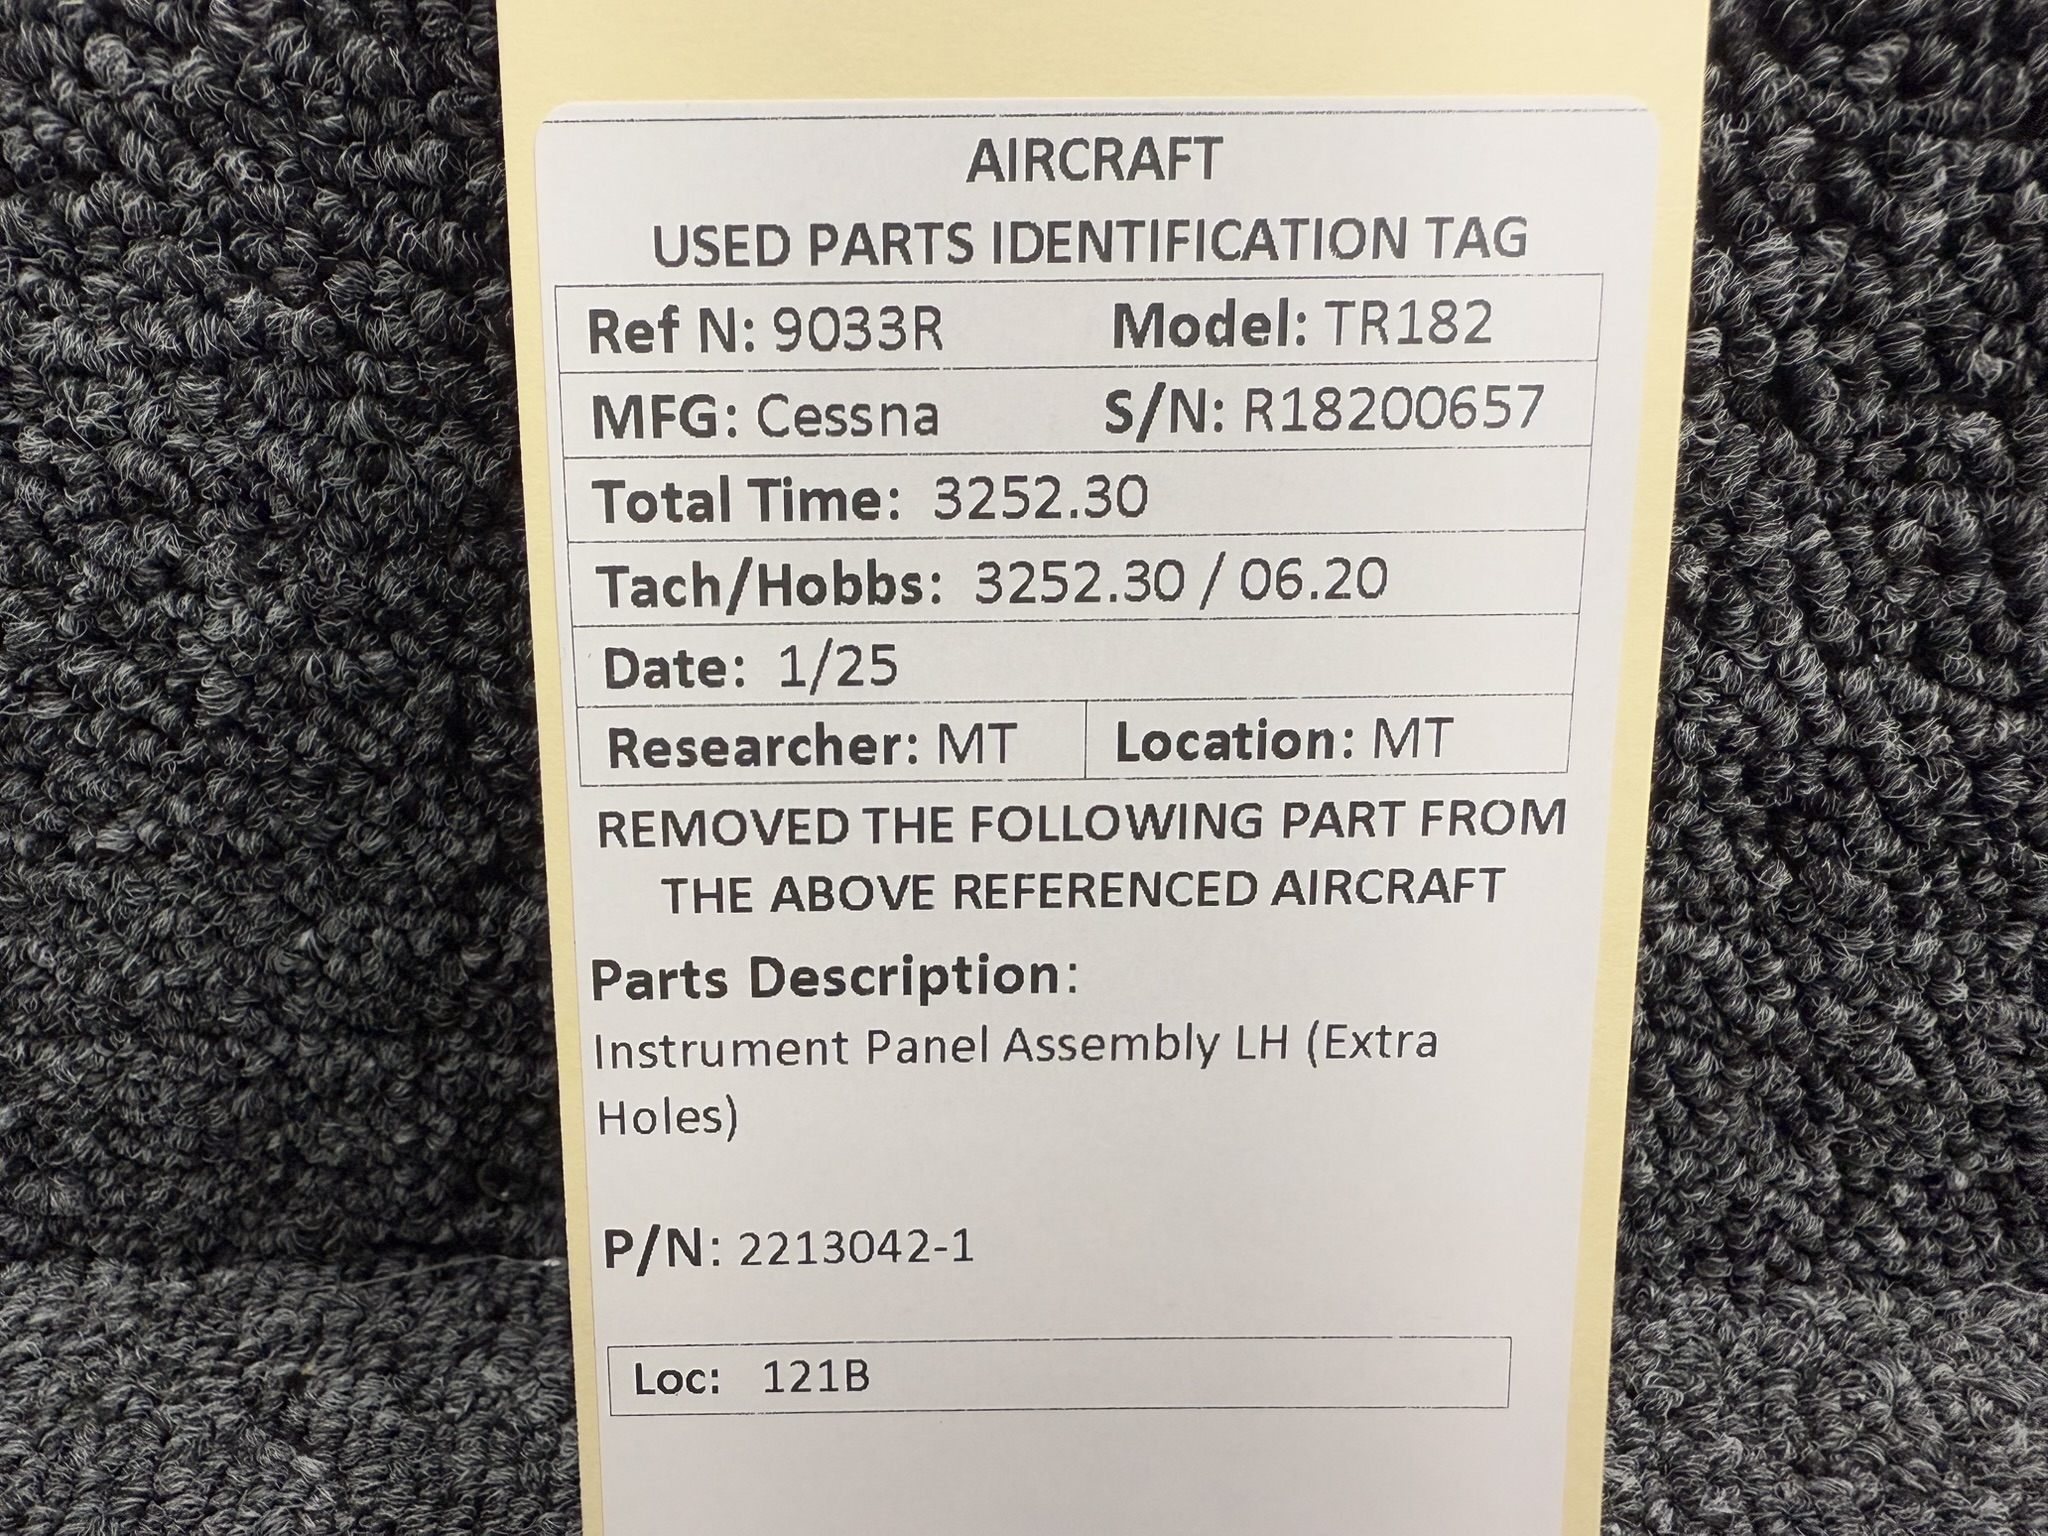 AIRCRAFT
USED PARTS IDENTIFICATION TAG
Ref N: 9033R Model: TR182
MFG: Cessna S/N: R18200657
Total Time: 3252.30
Tach/Hobbs: 3252.30 / 06.20
Date: 1/25
Researcher: MT Location: MT
REMOVED THE FOLLOWING PART FROM
THE ABOVE REFERENCED AIRCRAFT
Parts Description:
Instrument Panel Assembly LH (Extra
Holes)
P/N: 2213042-1
Loc: 121B